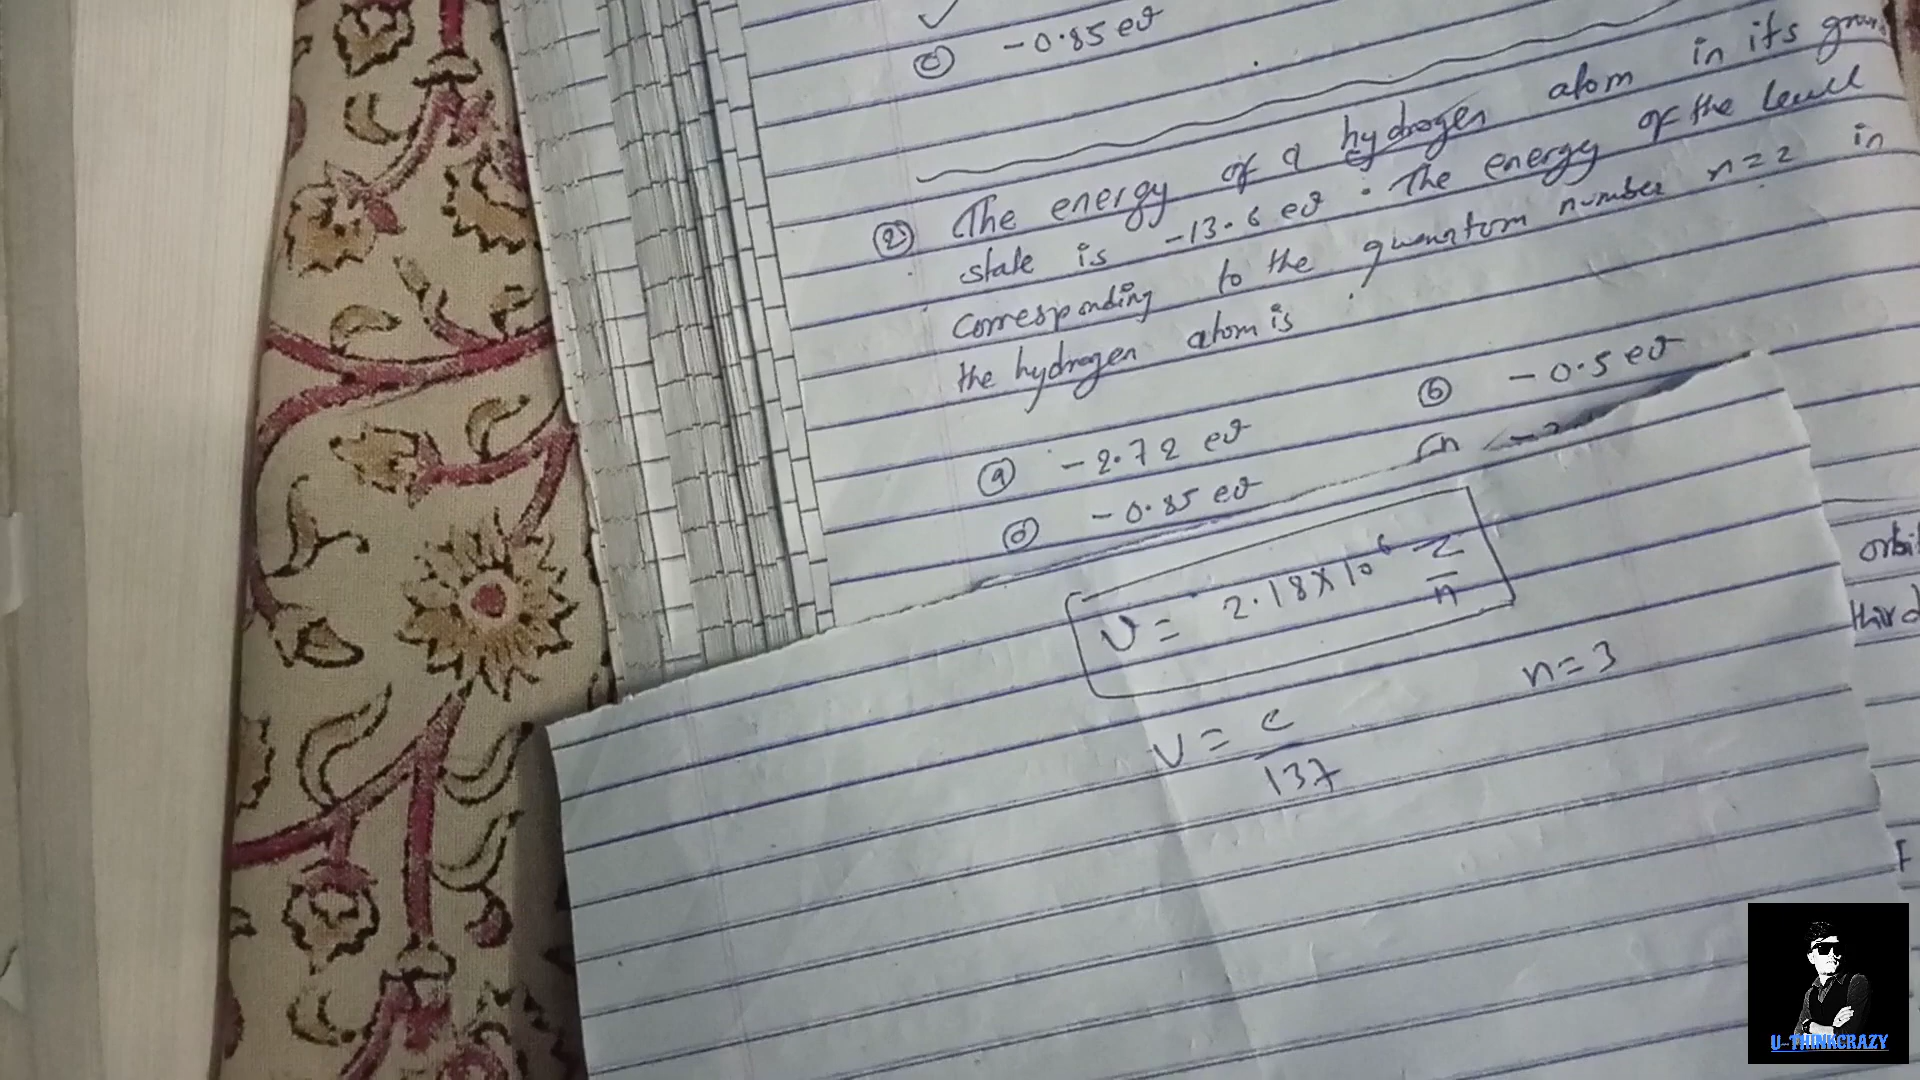 ⓒ -0.85 ev
② The energy of a hydrogen atom in its
state is -13.6 ev. The energy of the level
corresponding to the quantum number n=2 in
the hydrogen atom is
ⓐ -2.72 ev ⓑ -0.5 ev
-0.85 ev
v = 2.18×10⁶ Z/n
n=3
v = c/137
orbit
third
U-THINKCRAZY